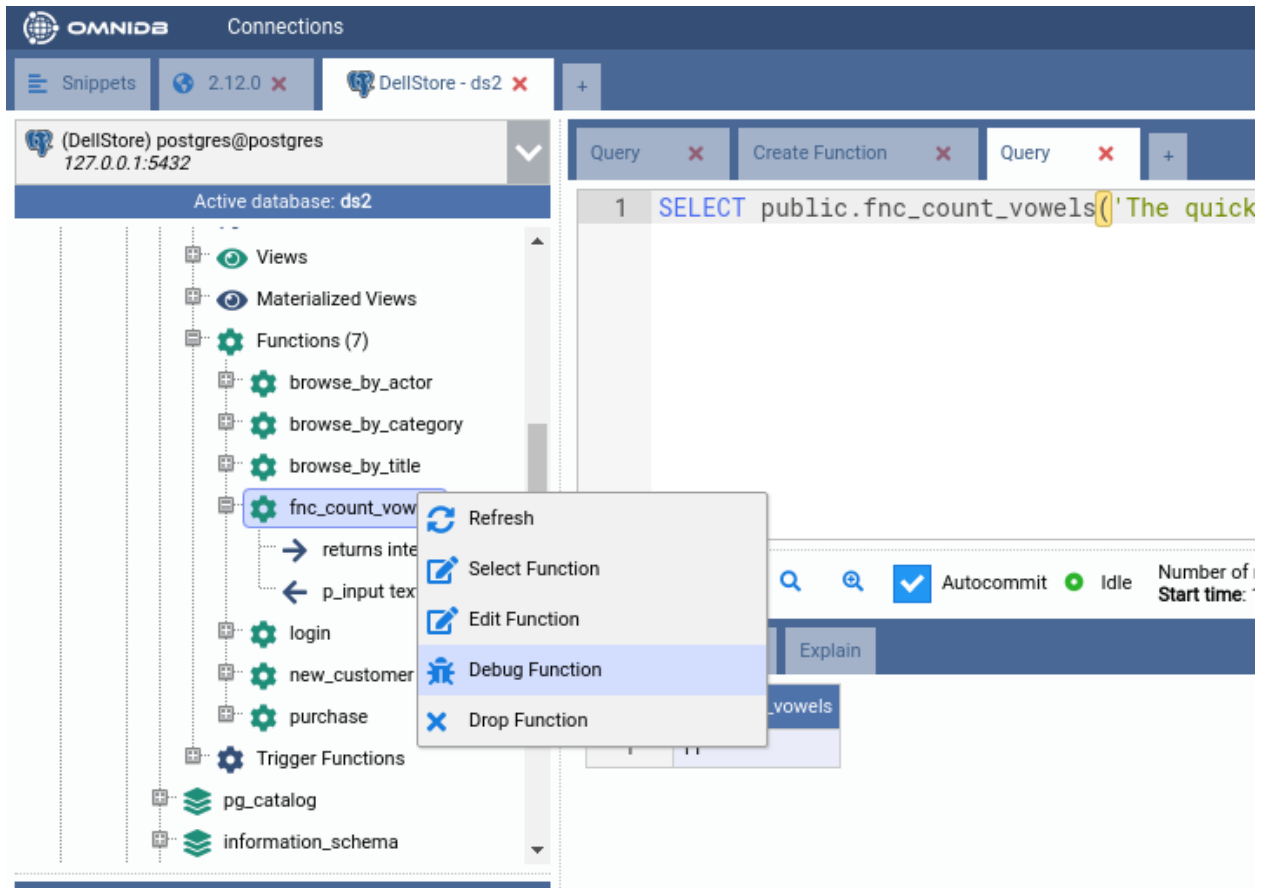 OMNIDB Connections
Snippets 2.12.0 DellStore - ds2 +
(DellStore) postgres@postgres
127.0.0.1:5432
Active database: ds2
Views
Materialized Views
Functions (7)
browse_by_actor
browse_by_category
browse_by_title
fnc_count_vow
returns inte
p_input tex
login
new_customer
purchase
Trigger Functions
pg_catalog
information_schema
Refresh
Select Function
Edit Function
Debug Function
Drop Function
Query Create Function Query +
1 SELECT public.fnc_count_vowels('The quick
Autocommit Idle
Number of
Start time:
Explain
_vowels